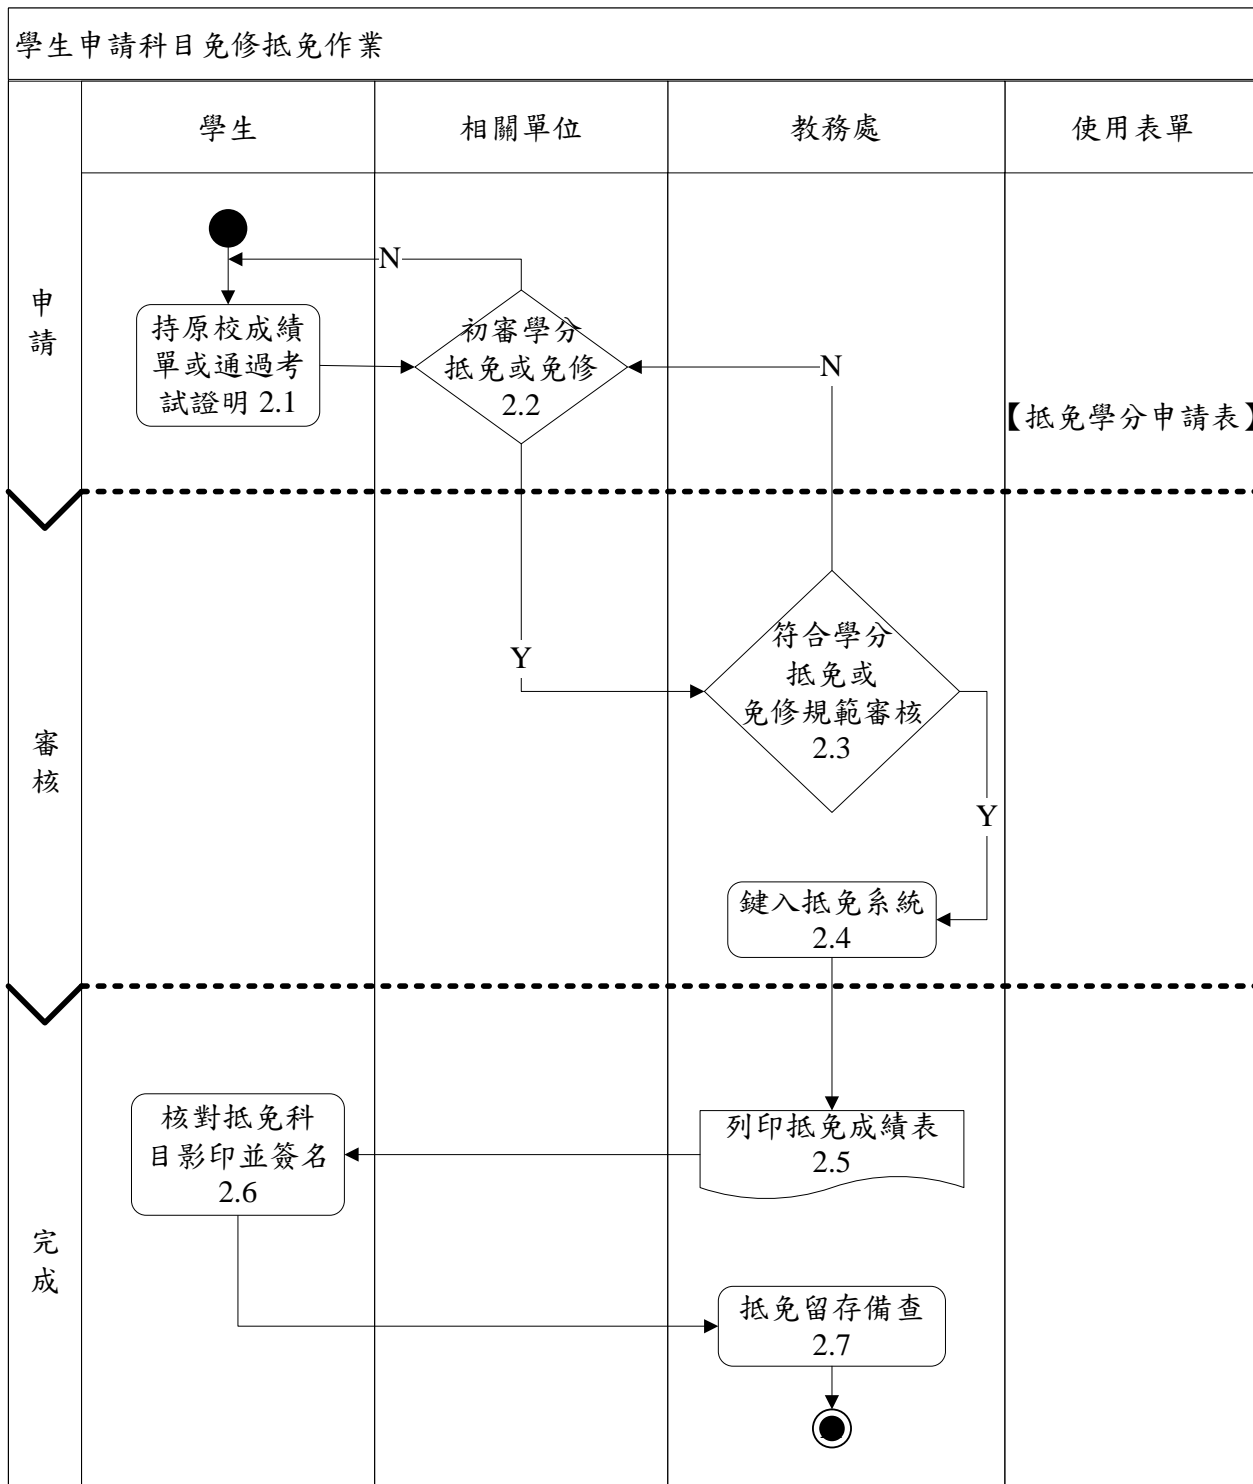 學生申請科目免修抵免作業
學生
相關單位
教務處
使用表單
申
請
N
持原校成績
單或通過考
試證明 2.1
初審學分
抵免或免修
2.2
N
【抵免學分申請表】
審
核
Y
符合學分
抵免或
免修規範審核
2.3
Y
鍵入抵免系統
2.4
完
成
列印抵免成績表
2.5
核對抵免科
目影印並簽名
2.6
抵免留存備查
2.7